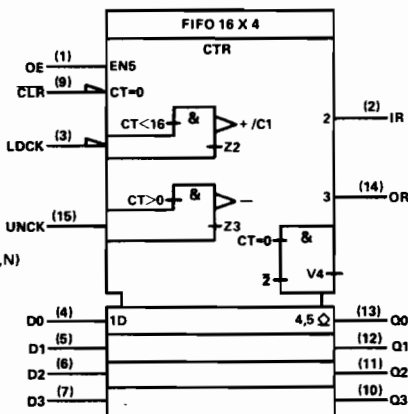 FIFO 16 X 4
CTR
OE (1) EN5
CLR (9) CT=0
LDCK (3) CT<16 & +/C1
Z2
2 (2) IR
UNCK (15) CT>0 & −
Z3
3 (14) OR
CT=0 &
2 V4
,N)
D0 (4) 1D 4,5 (13) Q0
D1 (5) (12) Q1
D2 (6) (11) Q2
D3 (7) (10) Q3